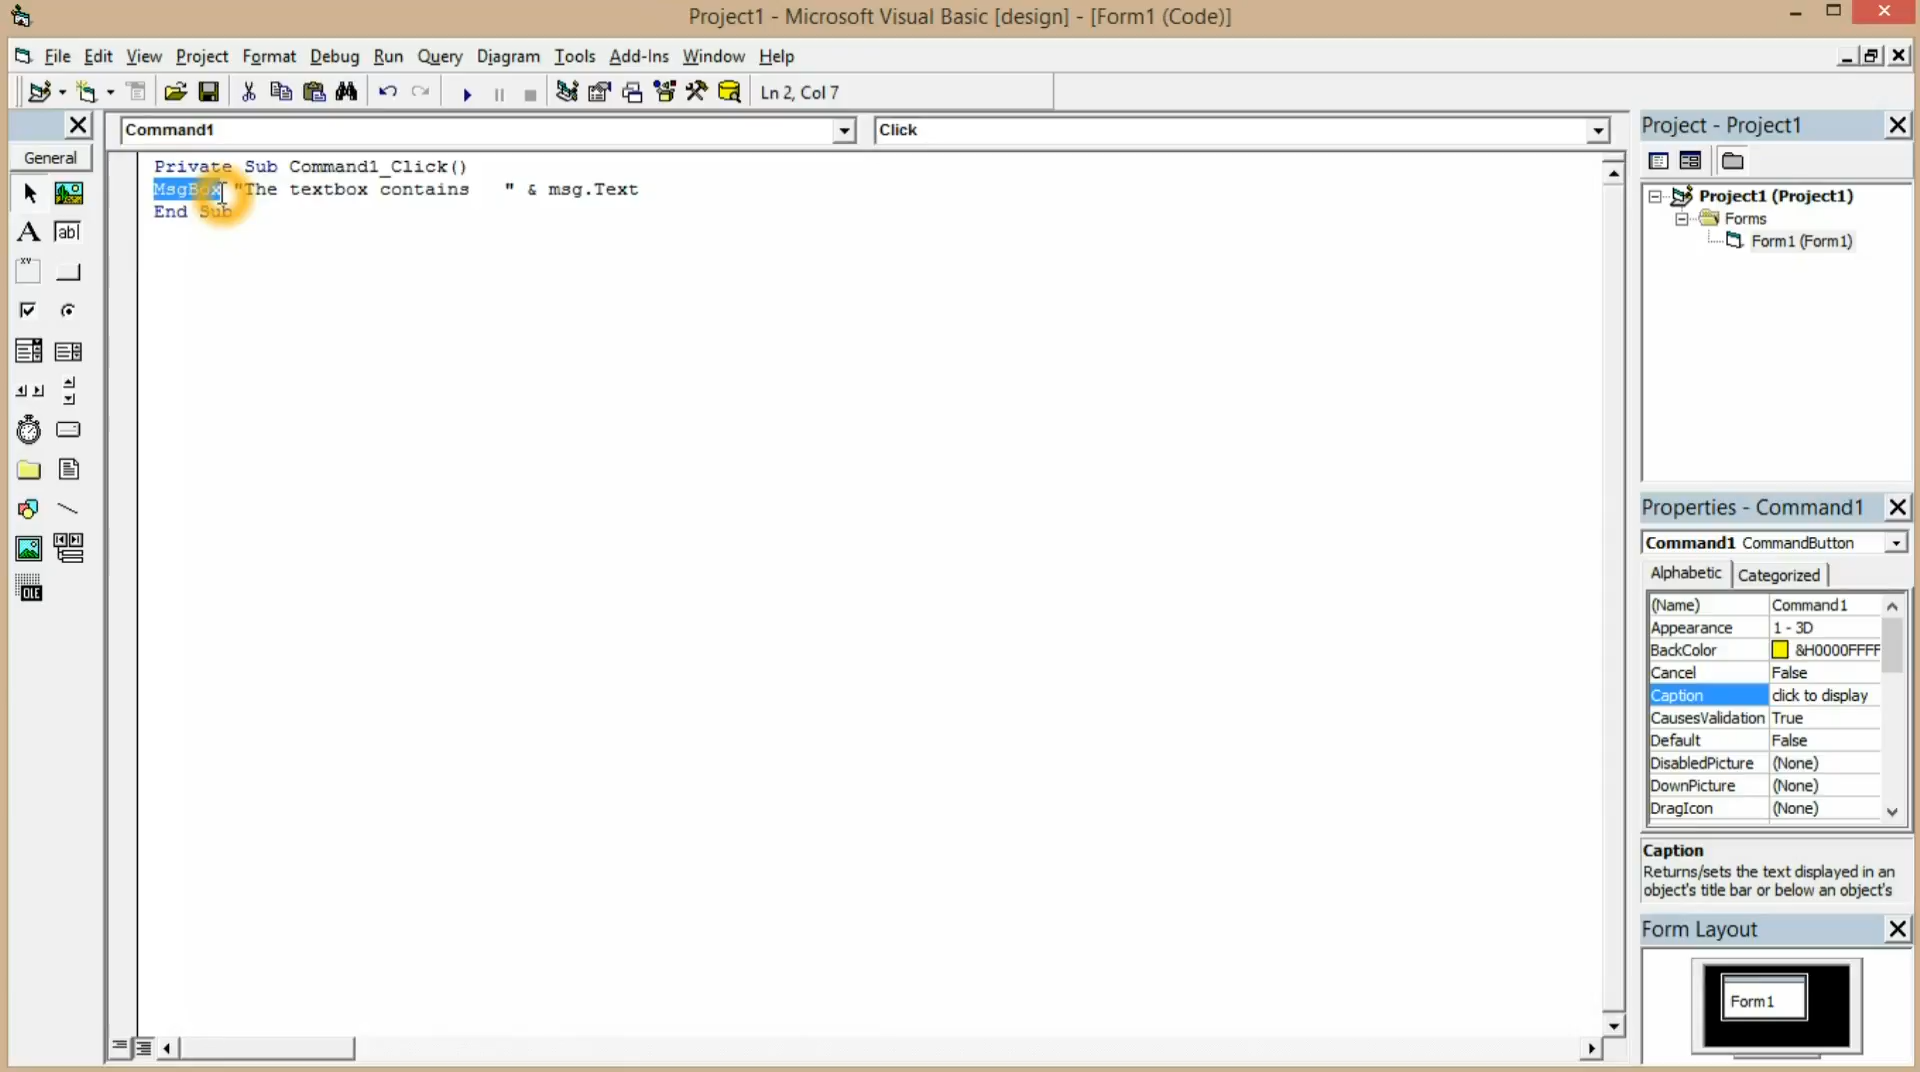 Project1 - Microsoft Visual Basic [design] - [Form1 (Code)]
File Edit View Project Format Debug Run Query Diagram Tools Add-Ins Window Help
Ln 2, Col 7
General
Command1
Click
Private Sub Command1_Click()
MsgBox "The textbox contains   " & msg.Text
End Sub
A
ab
XY
OLE
Project - Project1
Project1 (Project1)
Forms
Form1 (Form1)
Properties - Command1
Command1 CommandButton
Alphabetic Categorized
(Name) Command1
Appearance 1 - 3D
BackColor &H0000FFFF
Cancel False
Caption click to display
CausesValidation True
Default False
DisabledPicture (None)
DownPicture (None)
DragIcon (None)
Caption
Returns/sets the text displayed in an
object's title bar or below an object's
Form Layout
Form1